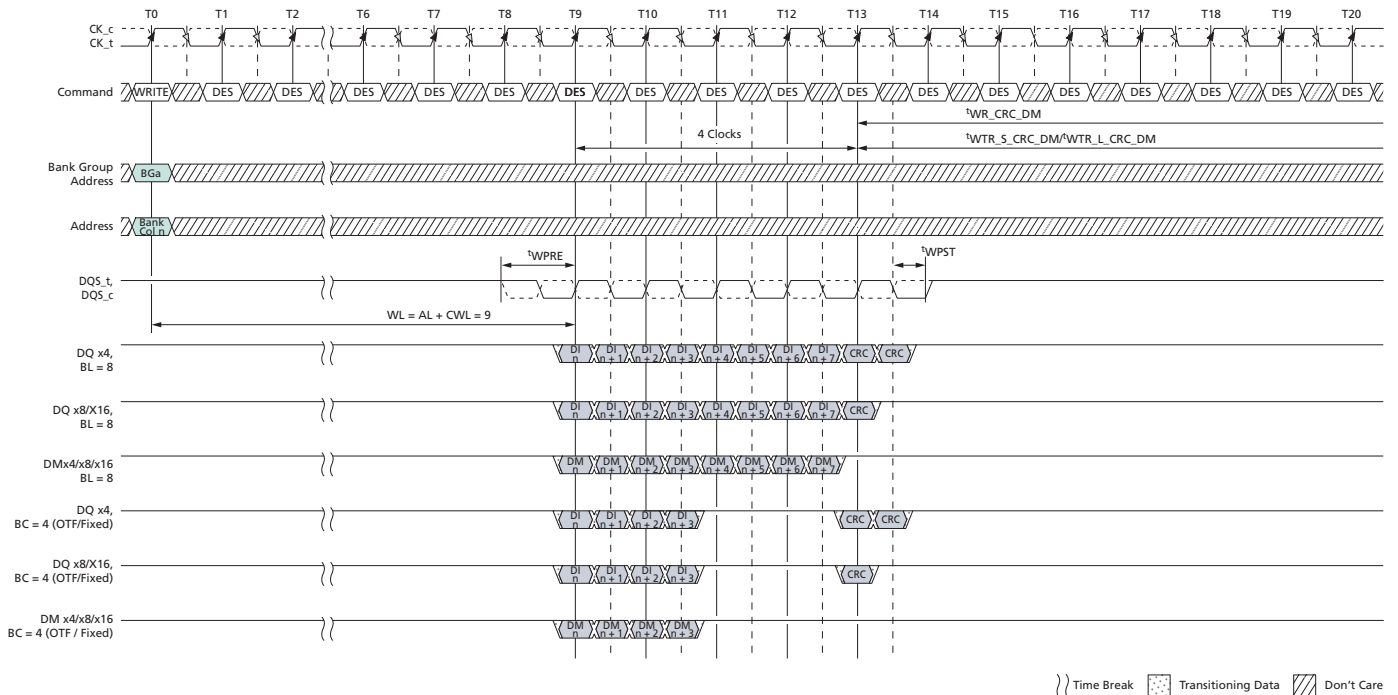 T0 T1 T2 T6 T7 T8 T9 T10 T11 T12 T13 T14 T15 T16 T17 T18 T19 T20
CK_c
CK_t
Command WRITE DES DES DES DES DES DES DES DES DES DES DES DES DES DES DES DES DES
tWR_CRC_DM
4 Clocks
tWTR_S_CRC_DM/tWTR_L_CRC_DM
Bank Group
Address
BGa
Address
Bank
Col n
tWPRE
tWPST
DQS_t,
DQS_c
WL = AL + CWL = 9
DQ x4,
BL = 8
DI n DI n + 1 DI n + 2 DI n + 3 DI n + 4 DI n + 5 DI n + 6 DI n + 7 CRC CRC
DQ x8/X16,
BL = 8
DI n DI n + 1 DI n + 2 DI n + 3 DI n + 4 DI n + 5 DI n + 6 DI n + 7 CRC
DMx4/x8/x16
BL = 8
DM n DM n + 1 DM n + 2 DM n + 3 DM n + 4 DM n + 5 DM n + 6 DM n + 7
DQ x4,
BC = 4 (OTF/Fixed)
DI n DI n + 1 DI n + 2 DI n + 3 CRC CRC
DQ x8/X16,
BC = 4 (OTF/Fixed)
DI n DI n + 1 DI n + 2 DI n + 3 CRC
DM x4/x8/x16
BC = 4 (OTF / Fixed)
DM n DM n + 1 DM n + 2 DM n + 3
Time Break Transitioning Data Don't Care